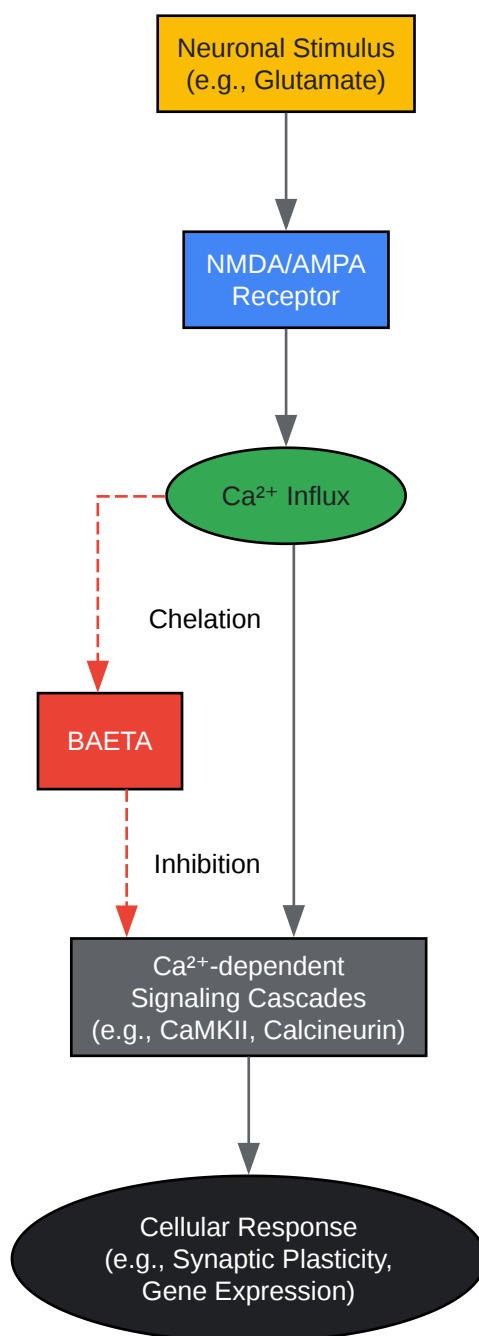 Neuronal Stimulus
(e.g., Glutamate)
NMDA/AMPA
Receptor
Ca²⁺ Influx
Chelation
BAETA
Inhibition
Ca²⁺-dependent
Signaling Cascades
(e.g., CaMKII, Calcineurin)
Cellular Response
(e.g., Synaptic Plasticity,
Gene Expression)